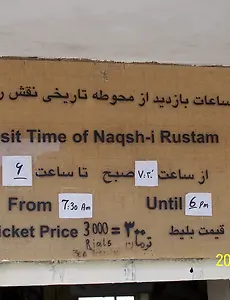 ساعات بازدید از محوطه تاریخی نقش
sit Time of Naqsh-i Rustam
از ساعت ۷:۳۰ صبح تا ساعت ۶
From 7:30 Am Until 6 Pm
icket Price 3000 Rials = ۳۰۰ تومان قیمت بلیط
20